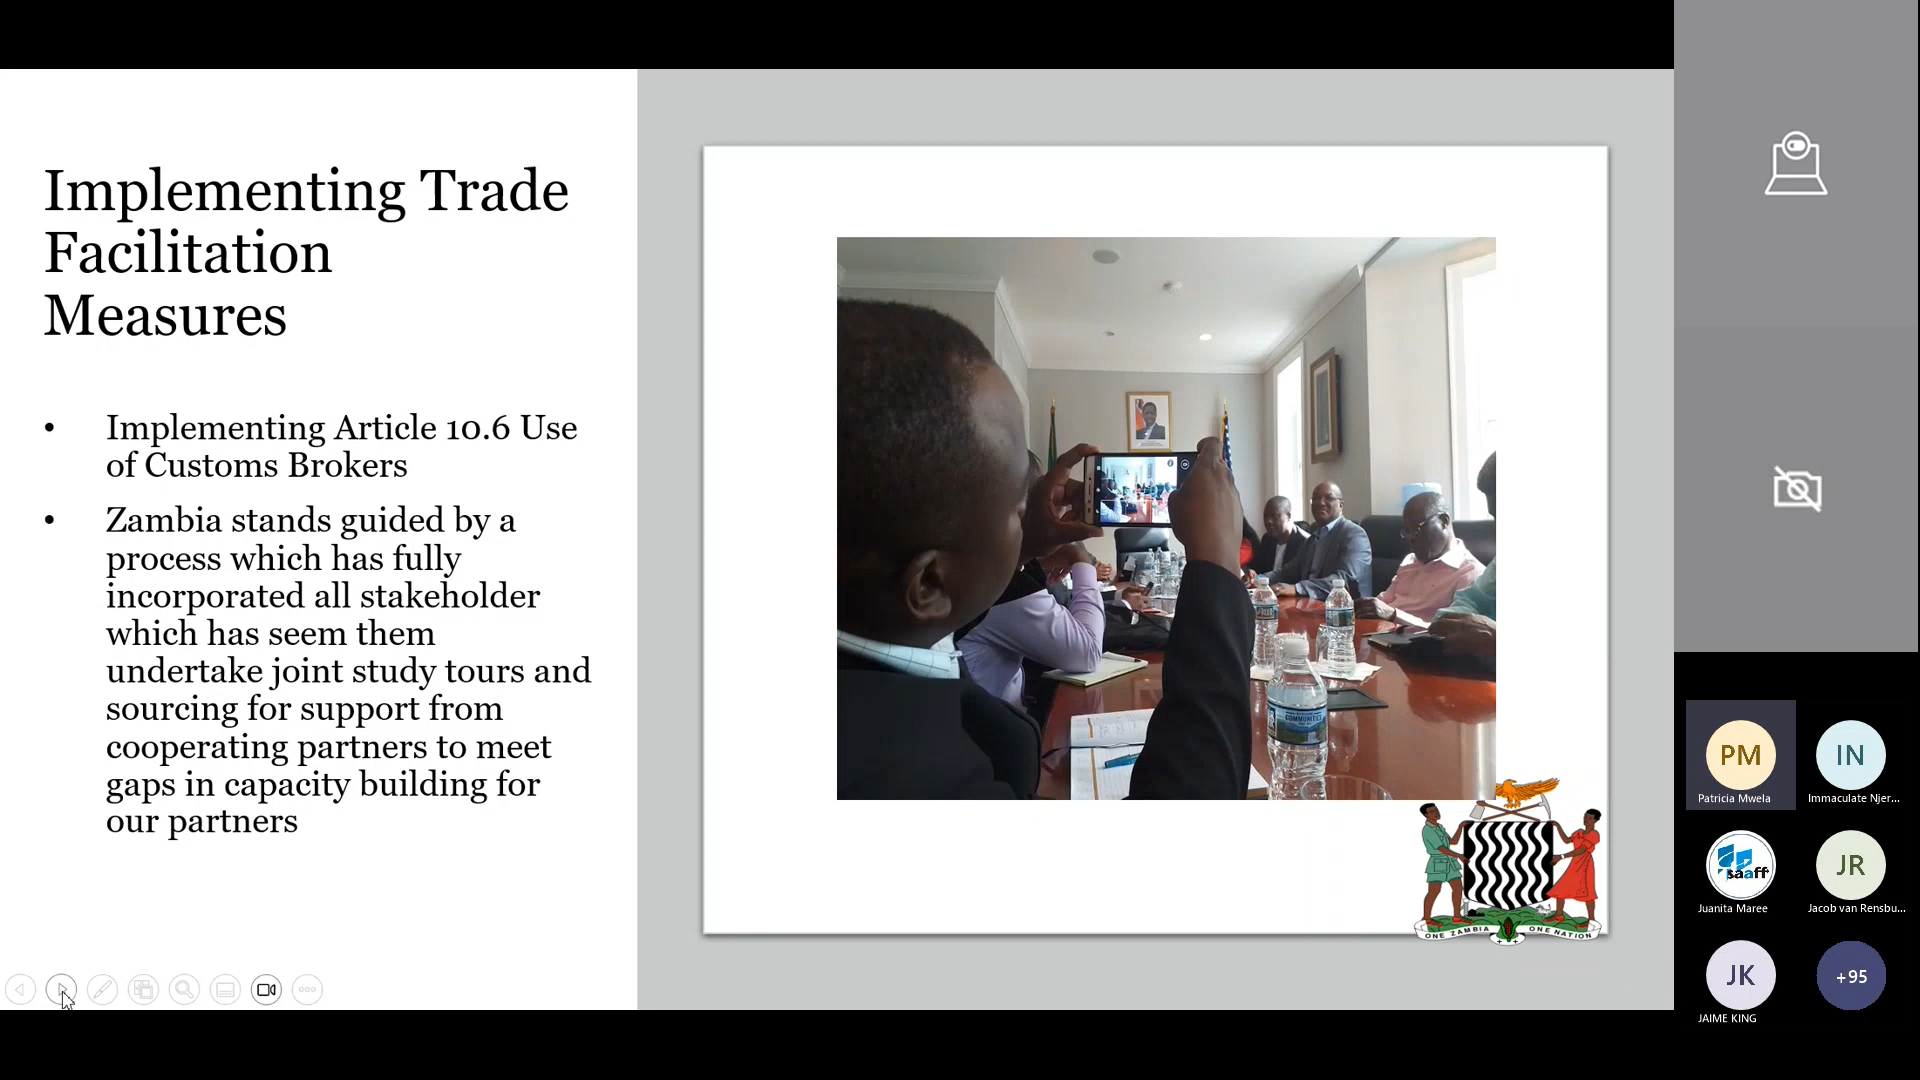 Implementing Trade
Facilitation
Measures
• Implementing Article 10.6 Use
of Customs Brokers
• Zambia stands guided by a
process which has fully
incorporated all stakeholder
which has seem them
undertake joint study tours and
sourcing for support from
cooperating partners to meet
gaps in capacity building for
our partners
COMMUNITIES
ONE ZAMBIA ONE NATION
PM
Patricia Mwela
IN
Immaculate Njer...
saaff
Juanita Maree
JR
Jacob van Rensbu...
JK
JAIME KING
+95